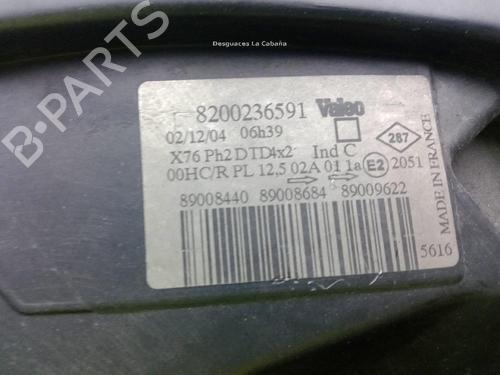 Desguaces La Cabaña
8200236591 Valeo
02/12/04 06h39
X76 Ph2 DTD4x2 Ind C
00HC/R PL 12,5 02A 01 1a E2 2051
89008440 89008684 89009622
287
MADE IN FRANCE
5616
B-PARTS